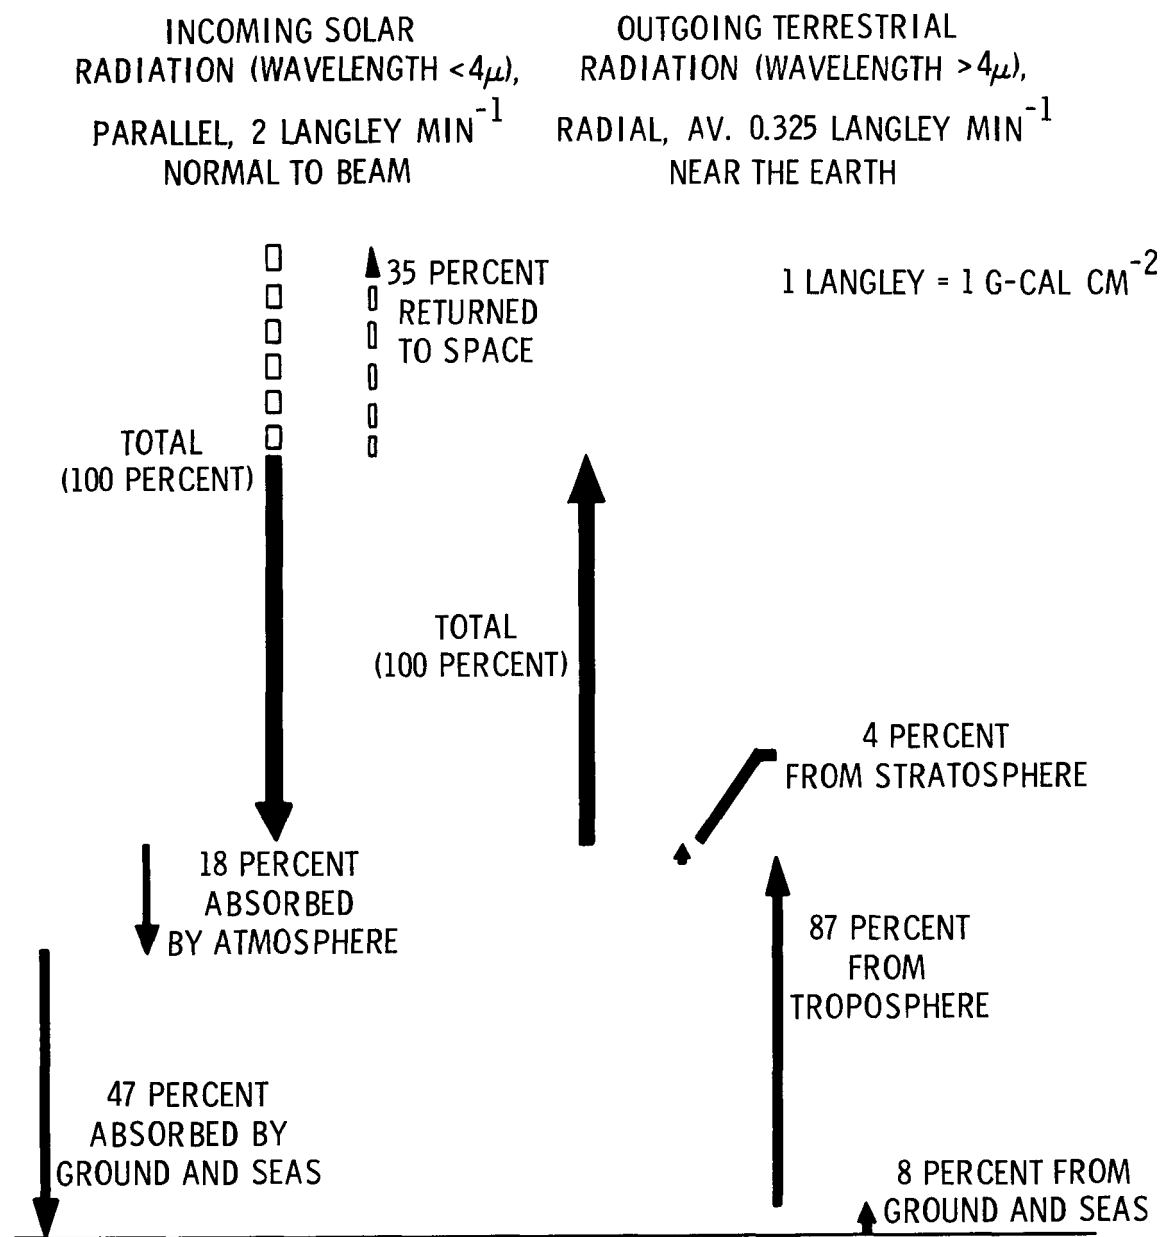 INCOMING SOLAR
RADIATION (WAVELENGTH <4μ),
PARALLEL, 2 LANGLEY MIN⁻¹
NORMAL TO BEAM
OUTGOING TERRESTRIAL
RADIATION (WAVELENGTH >4μ),
RADIAL, AV. 0.325 LANGLEY MIN⁻¹
NEAR THE EARTH
35 PERCENT
RETURNED
TO SPACE
1 LANGLEY = 1 G-CAL CM⁻²
TOTAL
(100 PERCENT)
TOTAL
(100 PERCENT)
4 PERCENT
FROM STRATOSPHERE
18 PERCENT
ABSORBED
BY ATMOSPHERE
87 PERCENT
FROM
TROPOSPHERE
47 PERCENT
ABSORBED BY
GROUND AND SEAS
8 PERCENT FROM
GROUND AND SEAS